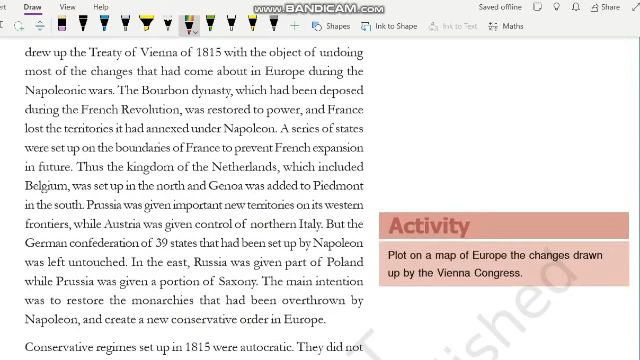 Draw
View
www.BANDICAM.com
Saved offline
Share
Shapes
Ink to Shape
Ink to Text
Maths
drew up the Treaty of Vienna of 1815 with the object of undoing
most of the changes that had come about in Europe during the
Napoleonic wars. The Bourbon dynasty, which had been deposed
during the French Revolution, was restored to power, and France
lost the territories it had annexed under Napoleon. A series of states
were set up on the boundaries of France to prevent French expansion
in future. Thus the kingdom of the Netherlands, which included
Belgium, was set up in the north and Genoa was added to Piedmont
in the south. Prussia was given important new territories on its western
frontiers, while Austria was given control of northern Italy. But the
German confederation of 39 states that had been set up by Napoleon
was left untouched. In the east, Russia was given part of Poland
while Prussia was given a portion of Saxony. The main intention
was to restore the monarchies that had been overthrown by
Napoleon, and create a new conservative order in Europe.
Conservative regimes set up in 1815 were autocratic. They did not
Activity
Plot on a map of Europe the changes drawn
up by the Vienna Congress.